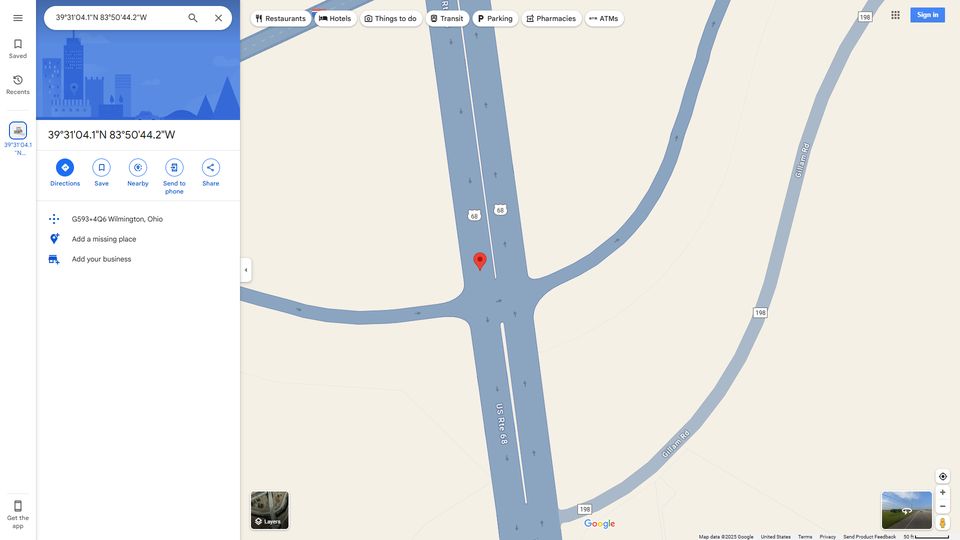 39°31'04.1"N 83°50'44.2"W
Restaurants
Hotels
Things to do
Transit
Parking
Pharmacies
ATMs
Sign in
Saved
Recents
39°31'04.1
"N...
39°31'04.1"N 83°50'44.2"W
Directions
Save
Nearby
Send to
phone
Share
G593+4Q6 Wilmington, Ohio
Add a missing place
Add your business
Get the
app
68
68
US Rte 68
198
Gillam Rd
198
Gillam Rd
198
Layers
Google
Map data ©2025 Google
United States
Terms
Privacy
Send Product Feedback
50 ft